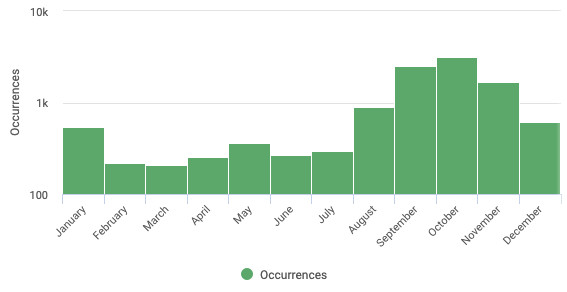 10k
1k
100
Occurrences
January
February
March
April
May
June
July
August
September
October
November
December
Occurrences